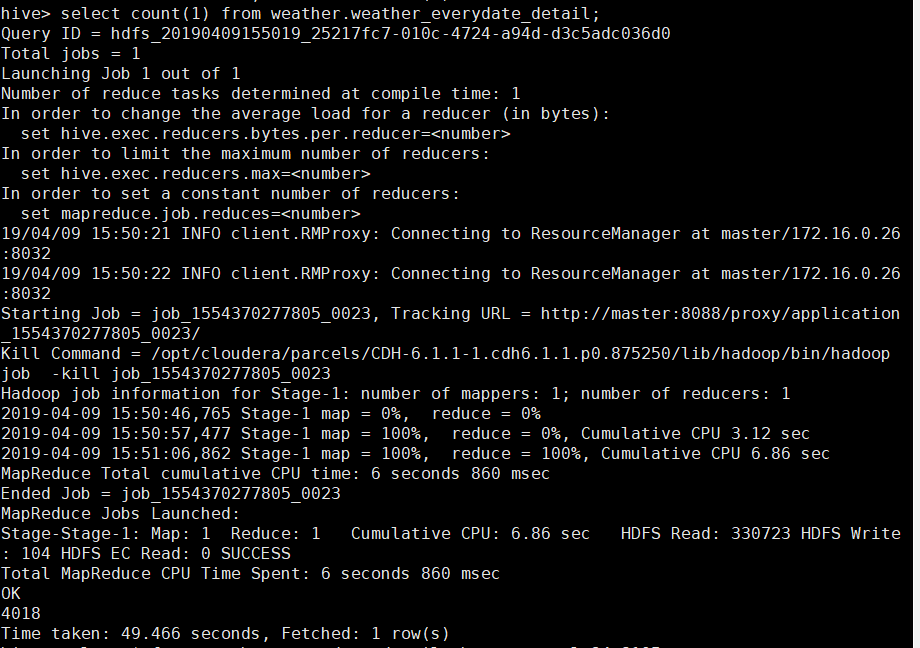 hive> select count(1) from weather.weather_everydate_detail;
Query ID = hdfs_20190409155019_25217fc7-010c-4724-a94d-d3c5adc036d0
Total jobs = 1
Launching Job 1 out of 1
Number of reduce tasks determined at compile time: 1
In order to change the average load for a reducer (in bytes):
  set hive.exec.reducers.bytes.per.reducer=<number>
In order to limit the maximum number of reducers:
  set hive.exec.reducers.max=<number>
In order to set a constant number of reducers:
  set mapreduce.job.reduces=<number>
19/04/09 15:50:21 INFO client.RMProxy: Connecting to ResourceManager at master/172.16.0.26
:8032
19/04/09 15:50:22 INFO client.RMProxy: Connecting to ResourceManager at master/172.16.0.26
:8032
Starting Job = job_1554370277805_0023, Tracking URL = http://master:8088/proxy/application
_1554370277805_0023/
Kill Command = /opt/cloudera/parcels/CDH-6.1.1-1.cdh6.1.1.p0.875250/lib/hadoop/bin/hadoop
job  -kill job_1554370277805_0023
Hadoop job information for Stage-1: number of mappers: 1; number of reducers: 1
2019-04-09 15:50:46,765 Stage-1 map = 0%,  reduce = 0%
2019-04-09 15:50:57,477 Stage-1 map = 100%,  reduce = 0%, Cumulative CPU 3.12 sec
2019-04-09 15:51:06,862 Stage-1 map = 100%,  reduce = 100%, Cumulative CPU 6.86 sec
MapReduce Total cumulative CPU time: 6 seconds 860 msec
Ended Job = job_1554370277805_0023
MapReduce Jobs Launched:
Stage-Stage-1: Map: 1  Reduce: 1   Cumulative CPU: 6.86 sec   HDFS Read: 330723 HDFS Write
: 104 HDFS EC Read: 0 SUCCESS
Total MapReduce CPU Time Spent: 6 seconds 860 msec
OK
4018
Time taken: 49.466 seconds, Fetched: 1 row(s)